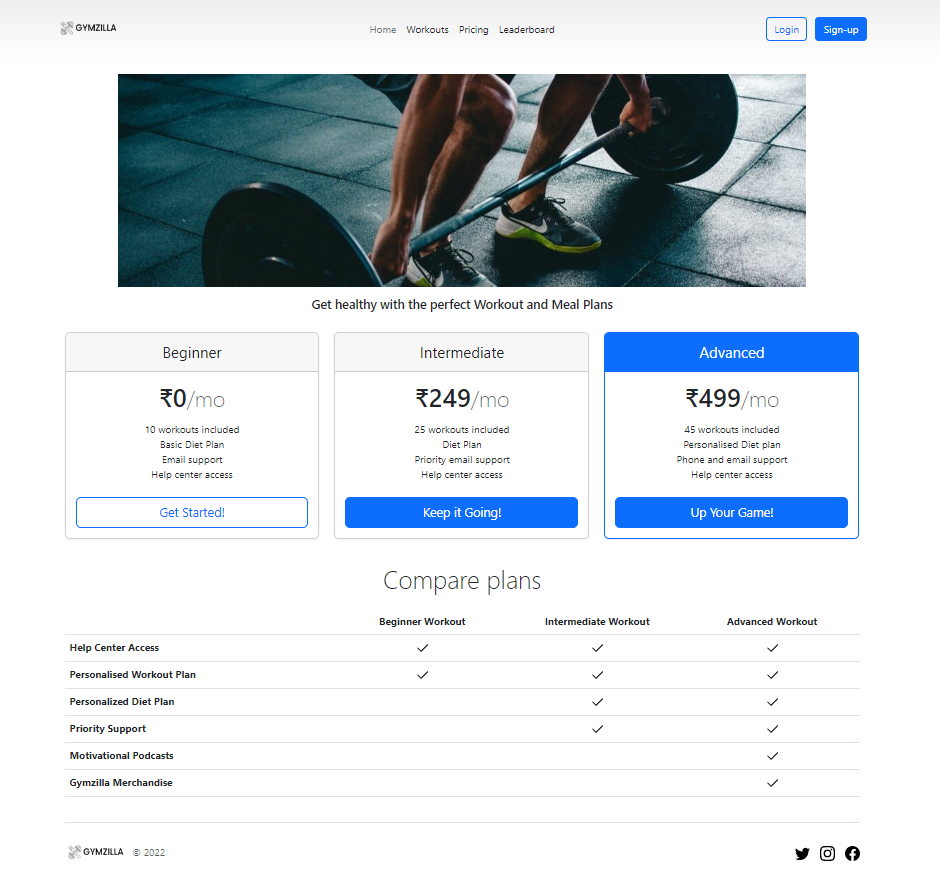 GYMZILLA
Home Workouts Pricing Leaderboard
Login Sign-up
Get healthy with the perfect Workout and Meal Plans
Beginner
₹0/mo
10 workouts included
Basic Diet Plan
Email support
Help center access
Get Started!
Intermediate
₹249/mo
25 workouts included
Diet Plan
Priority email support
Help center access
Keep it Going!
Advanced
₹499/mo
45 workouts included
Personalised Diet plan
Phone and email support
Help center access
Up Your Game!
Compare plans
Beginner Workout Intermediate Workout Advanced Workout
Help Center Access
Personalised Workout Plan
Personalized Diet Plan
Priority Support
Motivational Podcasts
Gymzilla Merchandise
GYMZILLA © 2022